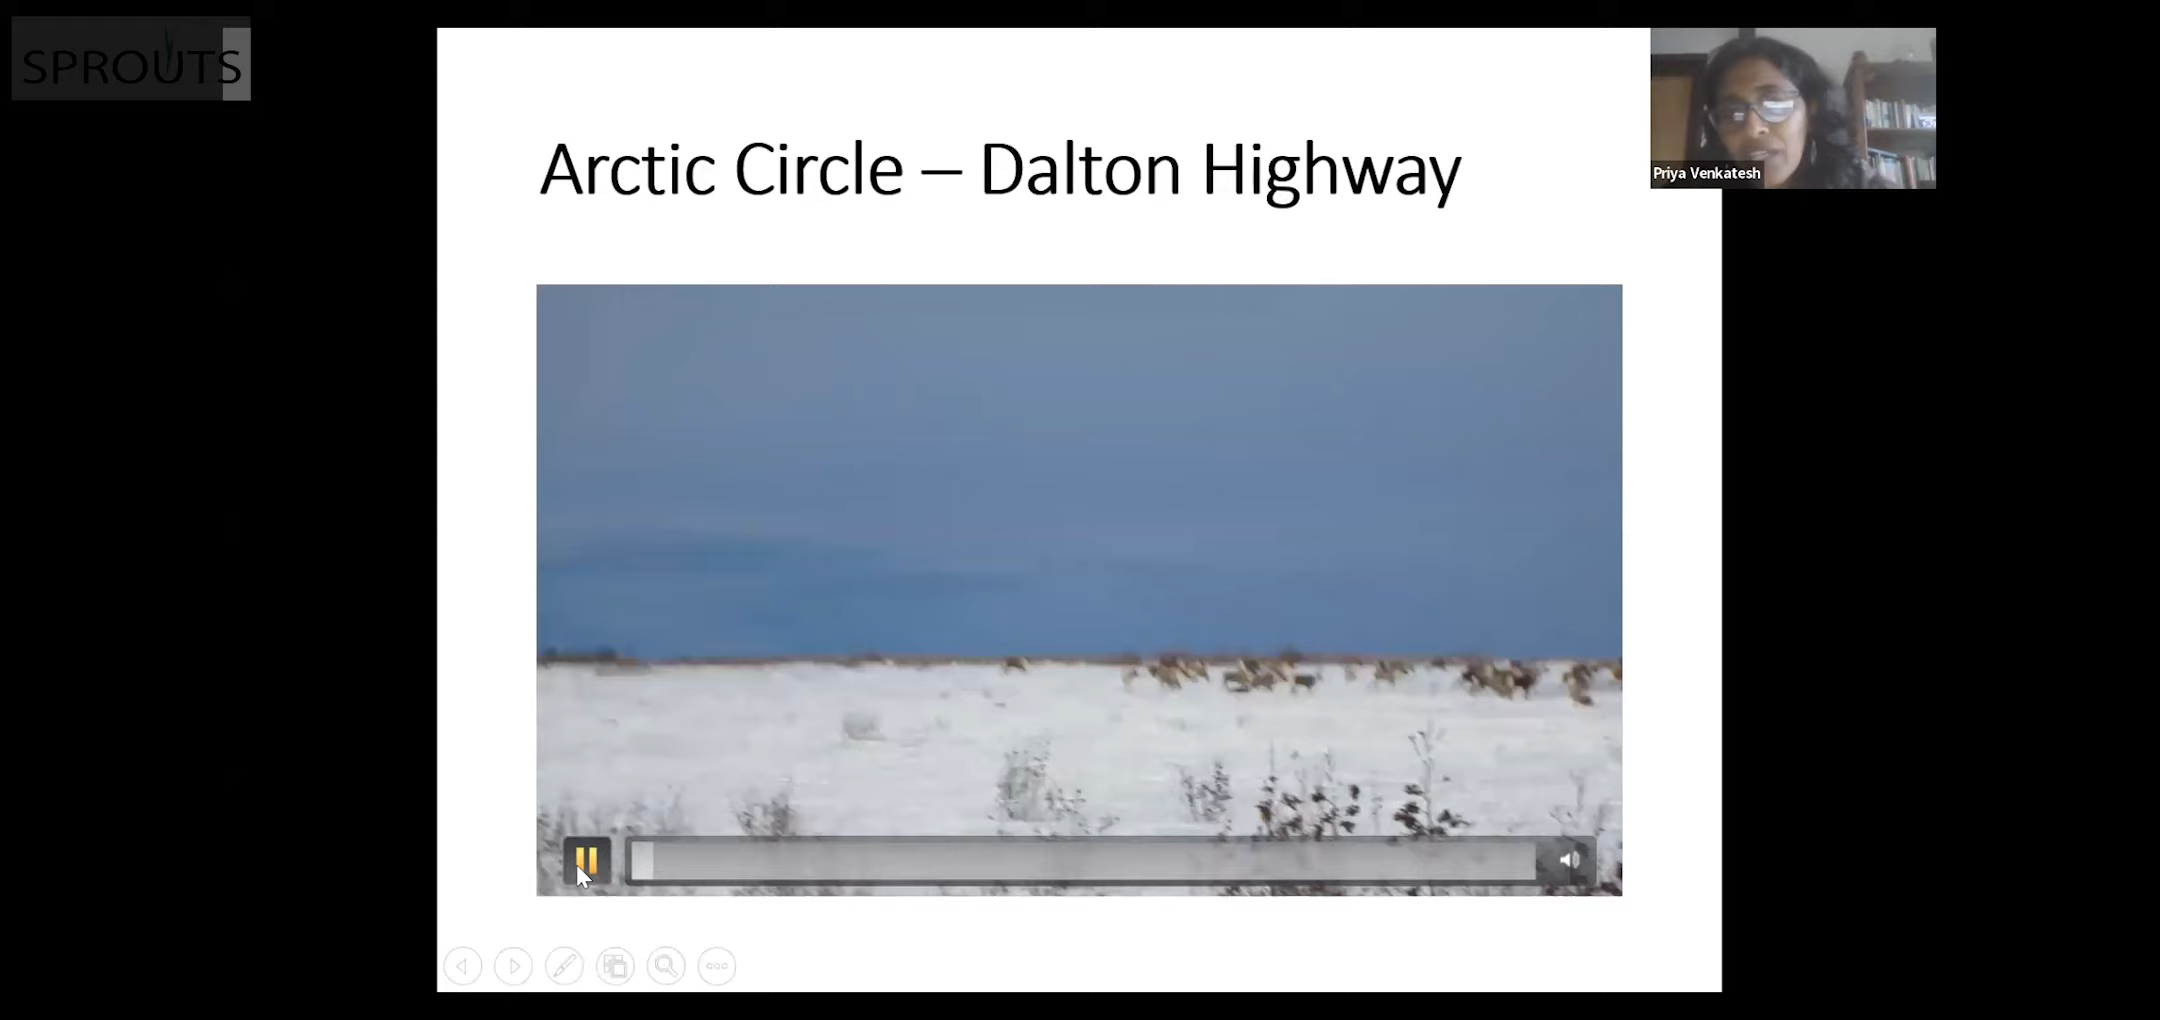 SPROUTS
Arctic Circle – Dalton Highway
Priya Venkatesh